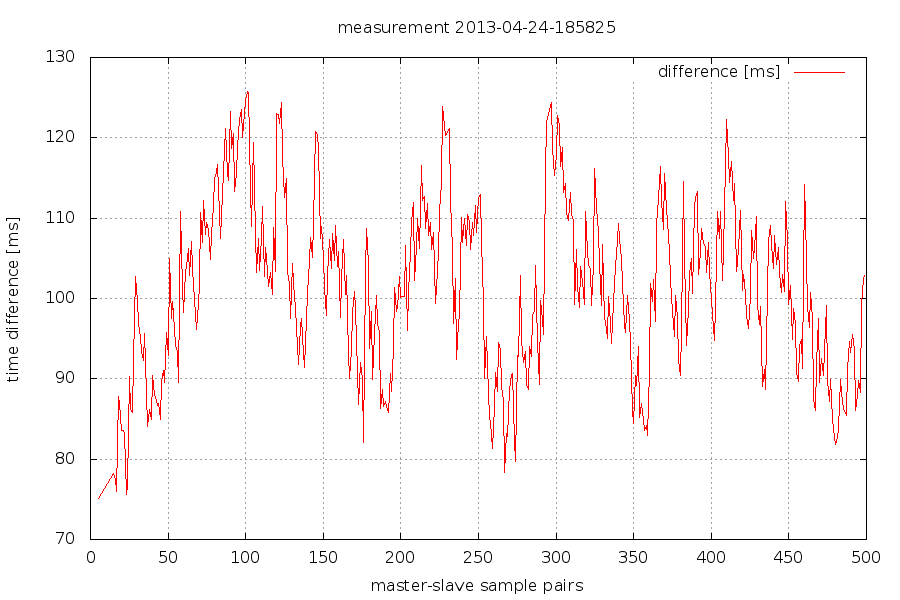 measurement 2013-04-24-185825
difference [ms]
time difference [ms]
130
120
110
100
90
80
70
0 50 100 150 200 250 300 350 400 450 500
master-slave sample pairs